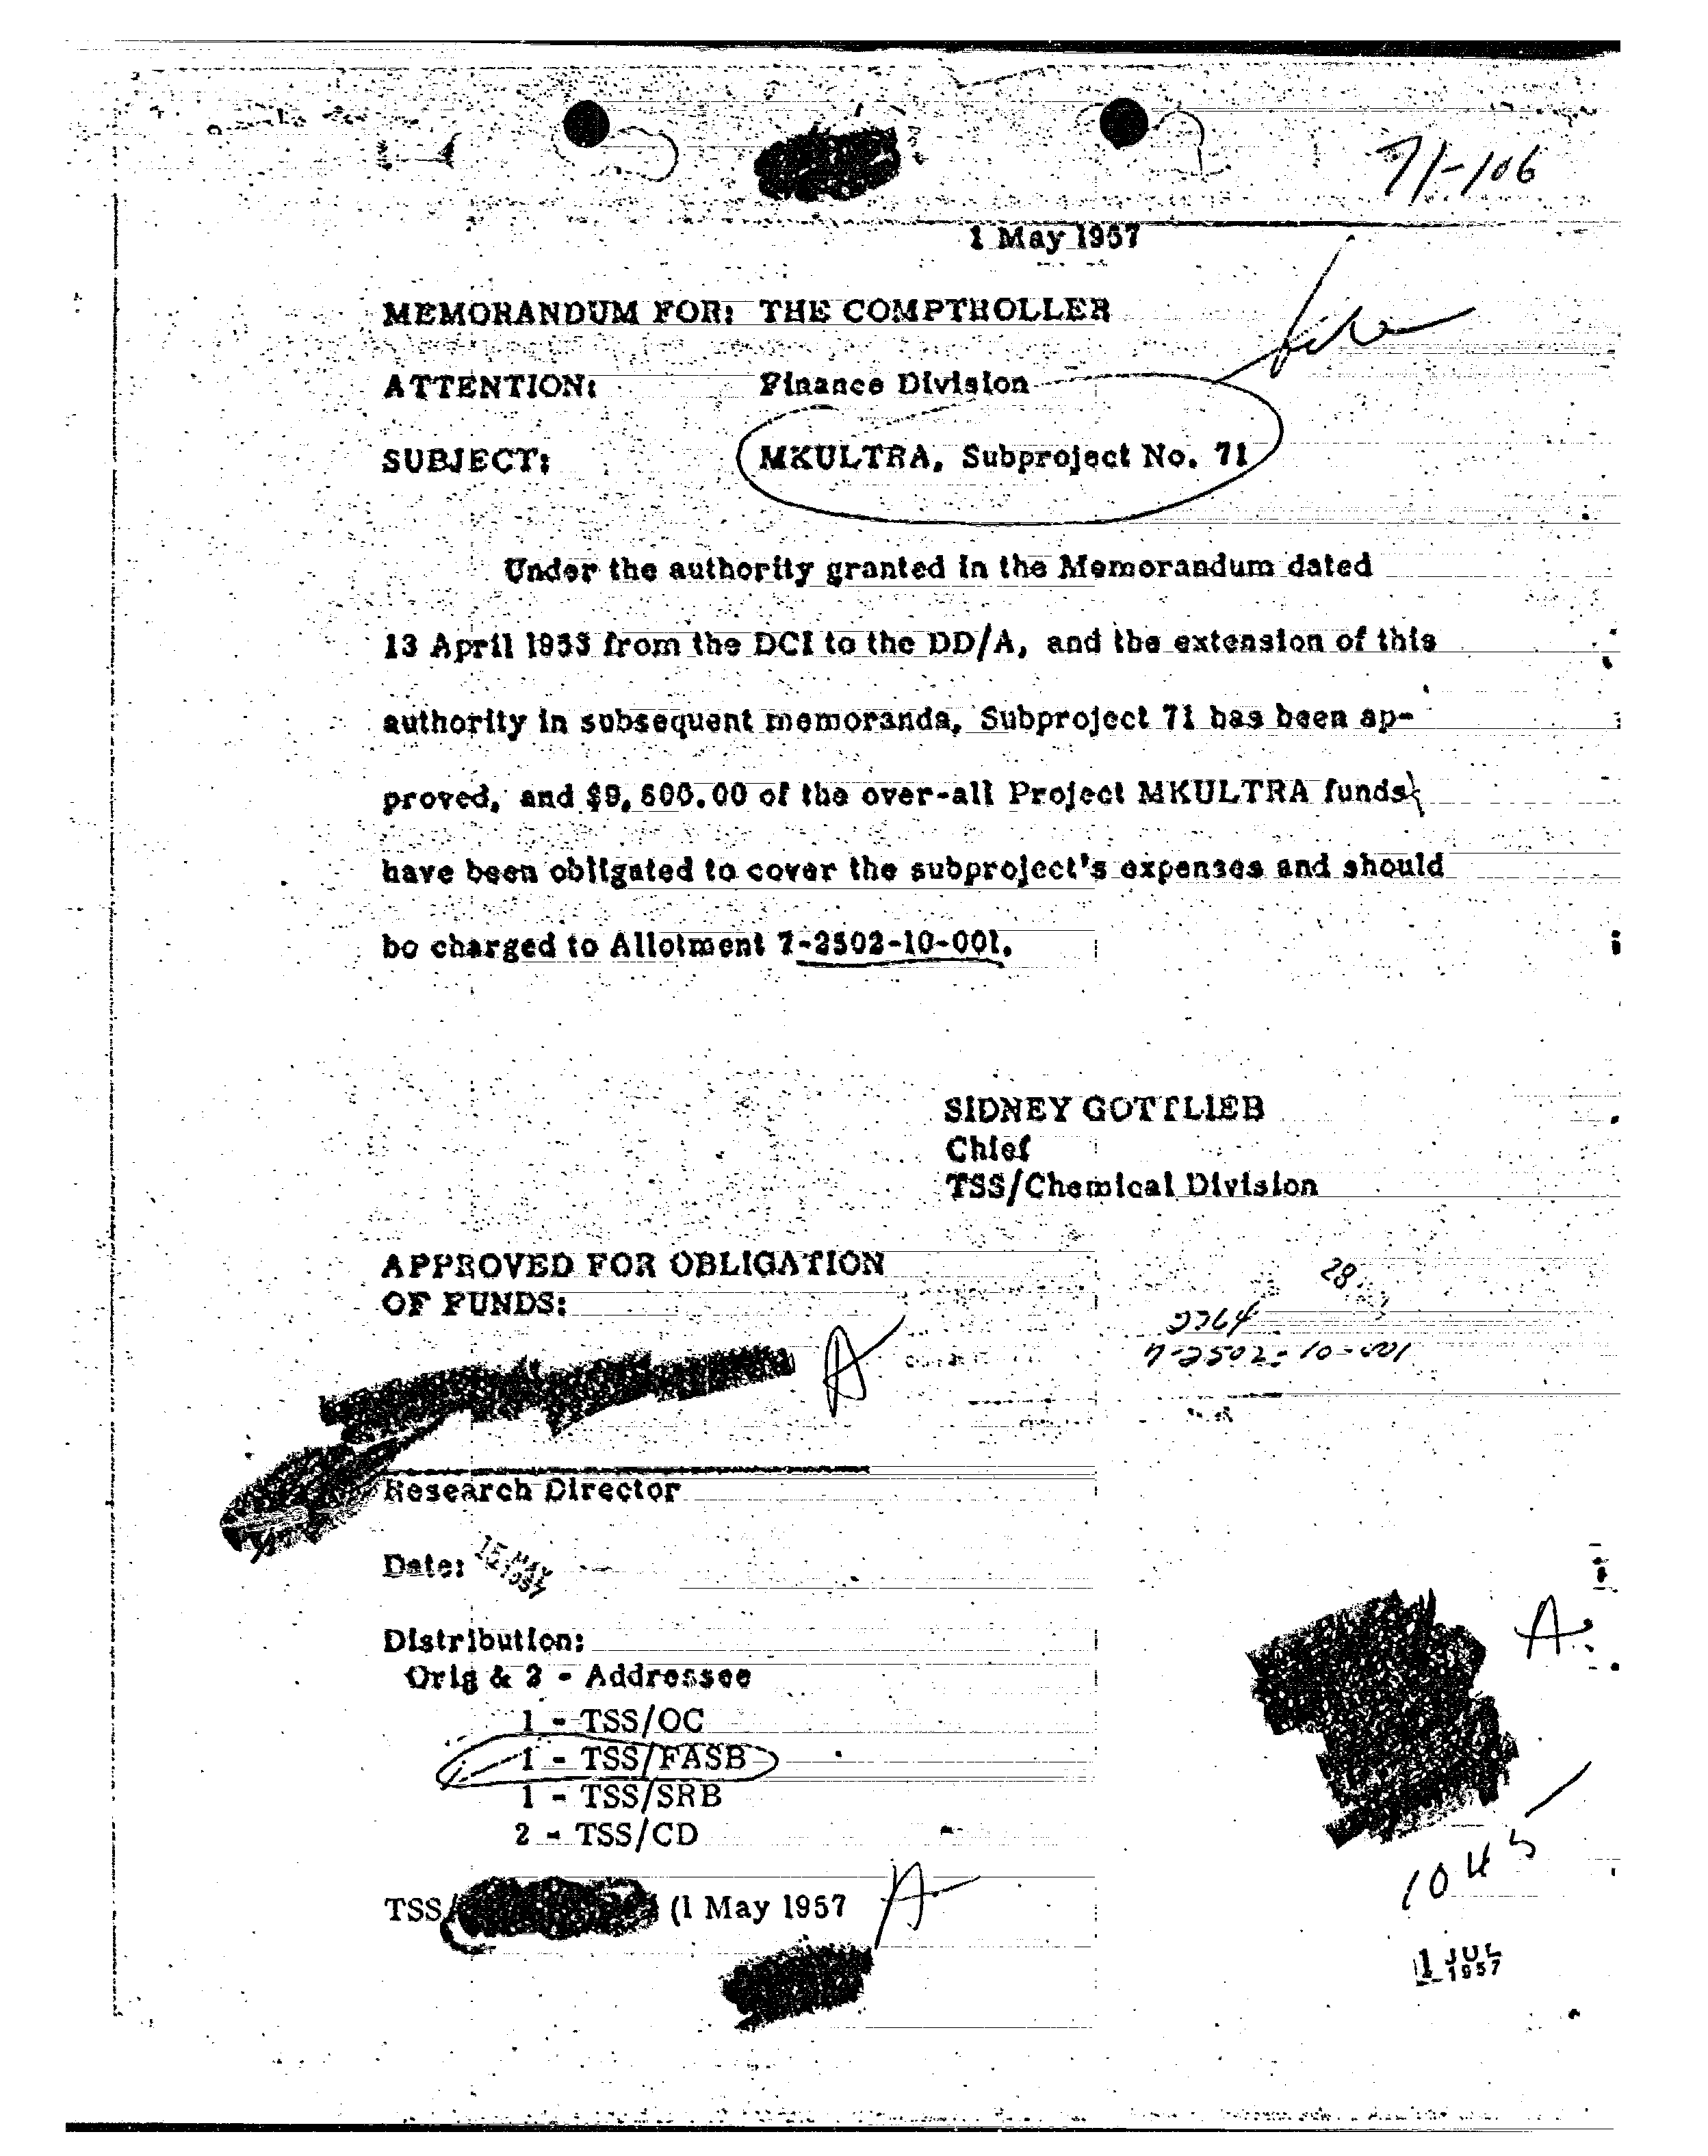 71-106
1 May 1957
MEMORANDUM FOR: THE COMPTROLLER
file
ATTENTION: Finance Division
SUBJECT: MKULTRA, Subproject No. 71
Under the authority granted in the Memorandum dated
13 April 1953 from the DCI to the DD/A, and the extension of this
authority in subsequent memoranda, Subproject 71 has been ap-
proved, and of the over-all Project MKULTRA funds
have been obligated to cover the subproject's expenses and should
be charged to Allotment 7-2502-10-001.
SIDNEY GOTTLIEB
Chief
TSS/Chemical Division
APPROVED FOR OBLIGATION
OF FUNDS:
28
A
7-2502-10-001
Research Director
Date: 15 MAY 1957
A
Distribution:
Orig & 2 - Addressee
1 - TSS/OC
1 - TSS/FASB
1 - TSS/SRB
2 - TSS/CD
1045
TSS/ (1 May 1957 A
1 JUL 1957